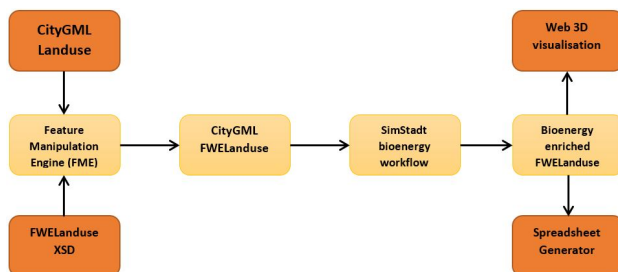 CityGML
Landuse
Web 3D
visualisation
Feature
Manipulation
Engine (FME)
CityGML
FWELanduse
SimStadt
bioenergy
workflow
Bioenergy
enriched
FWELanduse
FWELanduse
XSD
Spreadsheet
Generator